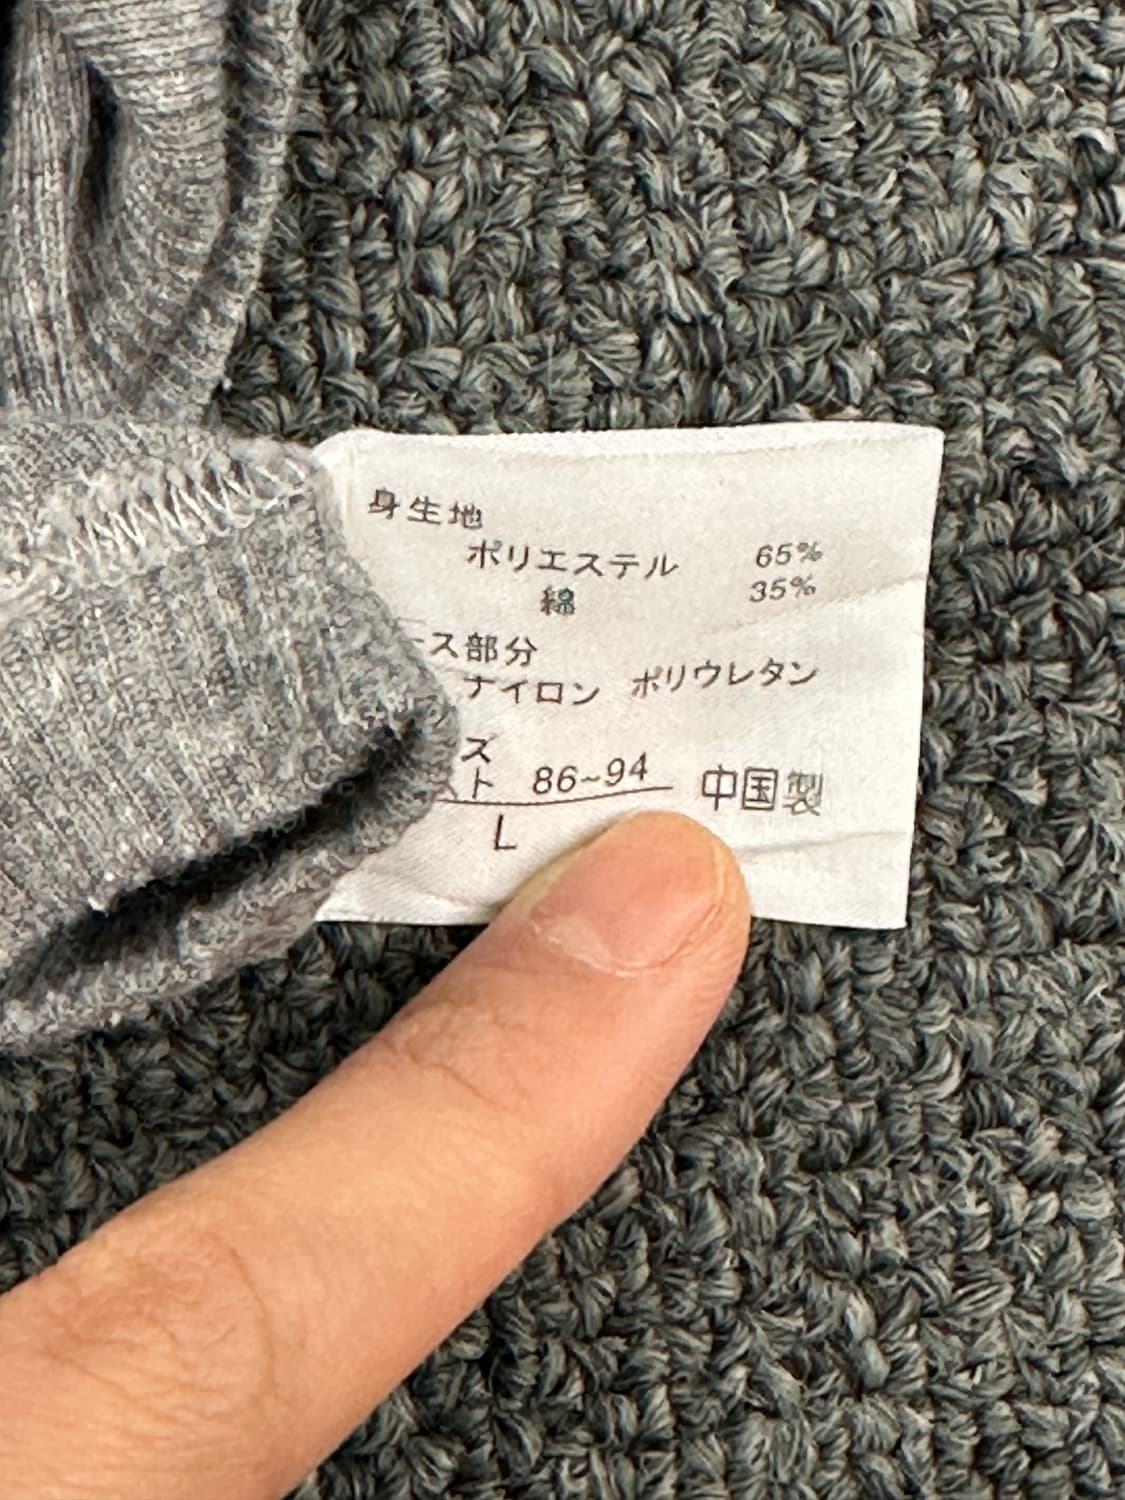 身生地
ポリエステル 65%
綿 35%
ース部分
ナイロン ポリウレタン
ズ
スト 86~94 中国製
L